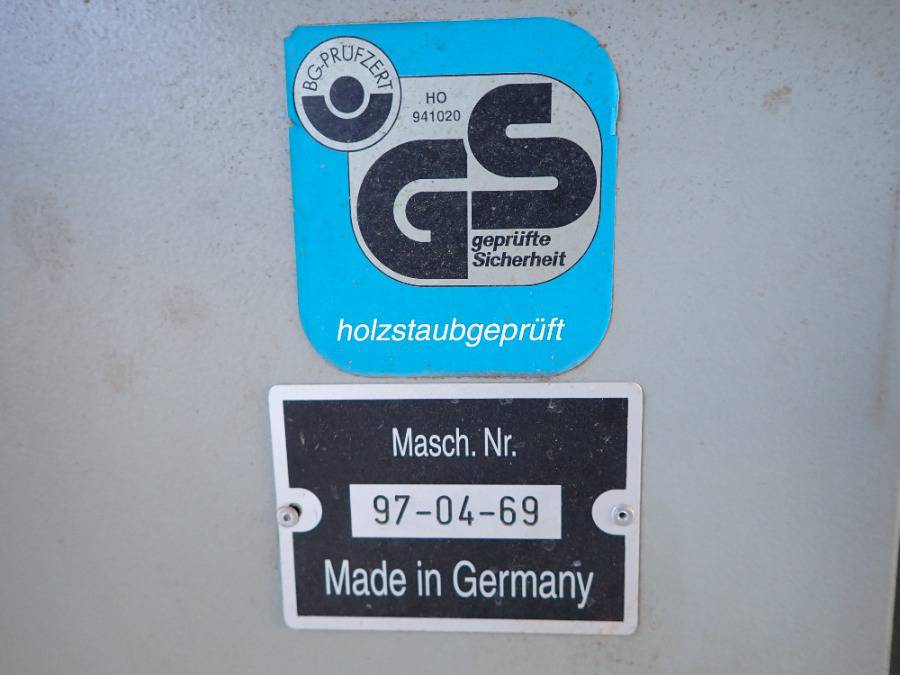 BG-PRÜFZERT
HO
941020
GS
geprüfte
Sicherheit
holzstaubgeprüft
Masch. Nr.
97-04-69
Made in Germany